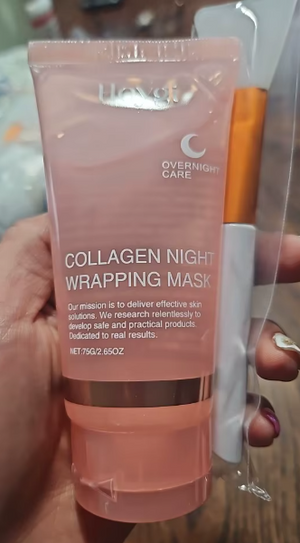 OVERNIGHT
CARE
COLLAGEN NIGHT
WRAPPING MASK
Our mission is to deliver effective skin
solutions. We research relentlessly to
develop safe and practical products.
Dedicated to real results.
NET:75G/2.65OZ